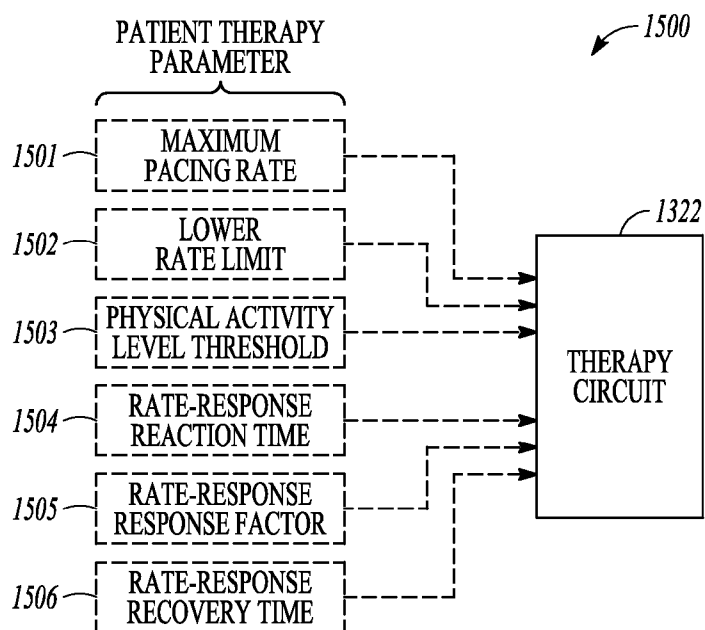 PATIENT THERAPY
PARAMETER
1500
1501
MAXIMUM
PACING RATE
1502
LOWER
RATE LIMIT
1322
1503
PHYSICAL ACTIVITY
LEVEL THRESHOLD
THERAPY
CIRCUIT
1504
RATE-RESPONSE
REACTION TIME
1505
RATE-RESPONSE
RESPONSE FACTOR
1506
RATE-RESPONSE
RECOVERY TIME